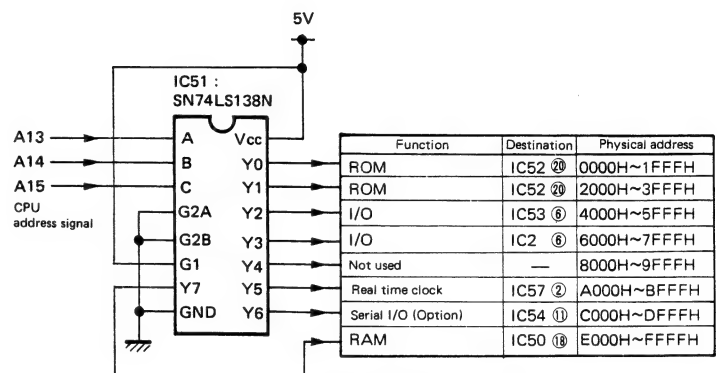 5V
IC51 :
SN74LS138N
A13 A Vcc
A14 B Y0
A15 C Y1
CPU
address signal
G2A Y2
G2B Y3
G1 Y4
Y7 Y5
GND Y6
Function Destination Physical address
ROM IC52 ⑳ 0000H~1FFFH
ROM IC52 ⑳ 2000H~3FFFH
I/O IC53 ⑥ 4000H~5FFFH
I/O IC2 ⑥ 6000H~7FFFH
Not used — 8000H~9FFFH
Real time clock IC57 ② A000H~BFFFH
Serial I/O (Option) IC54 ⑪ C000H~DFFFH
RAM IC50 ⑱ E000H~FFFFH